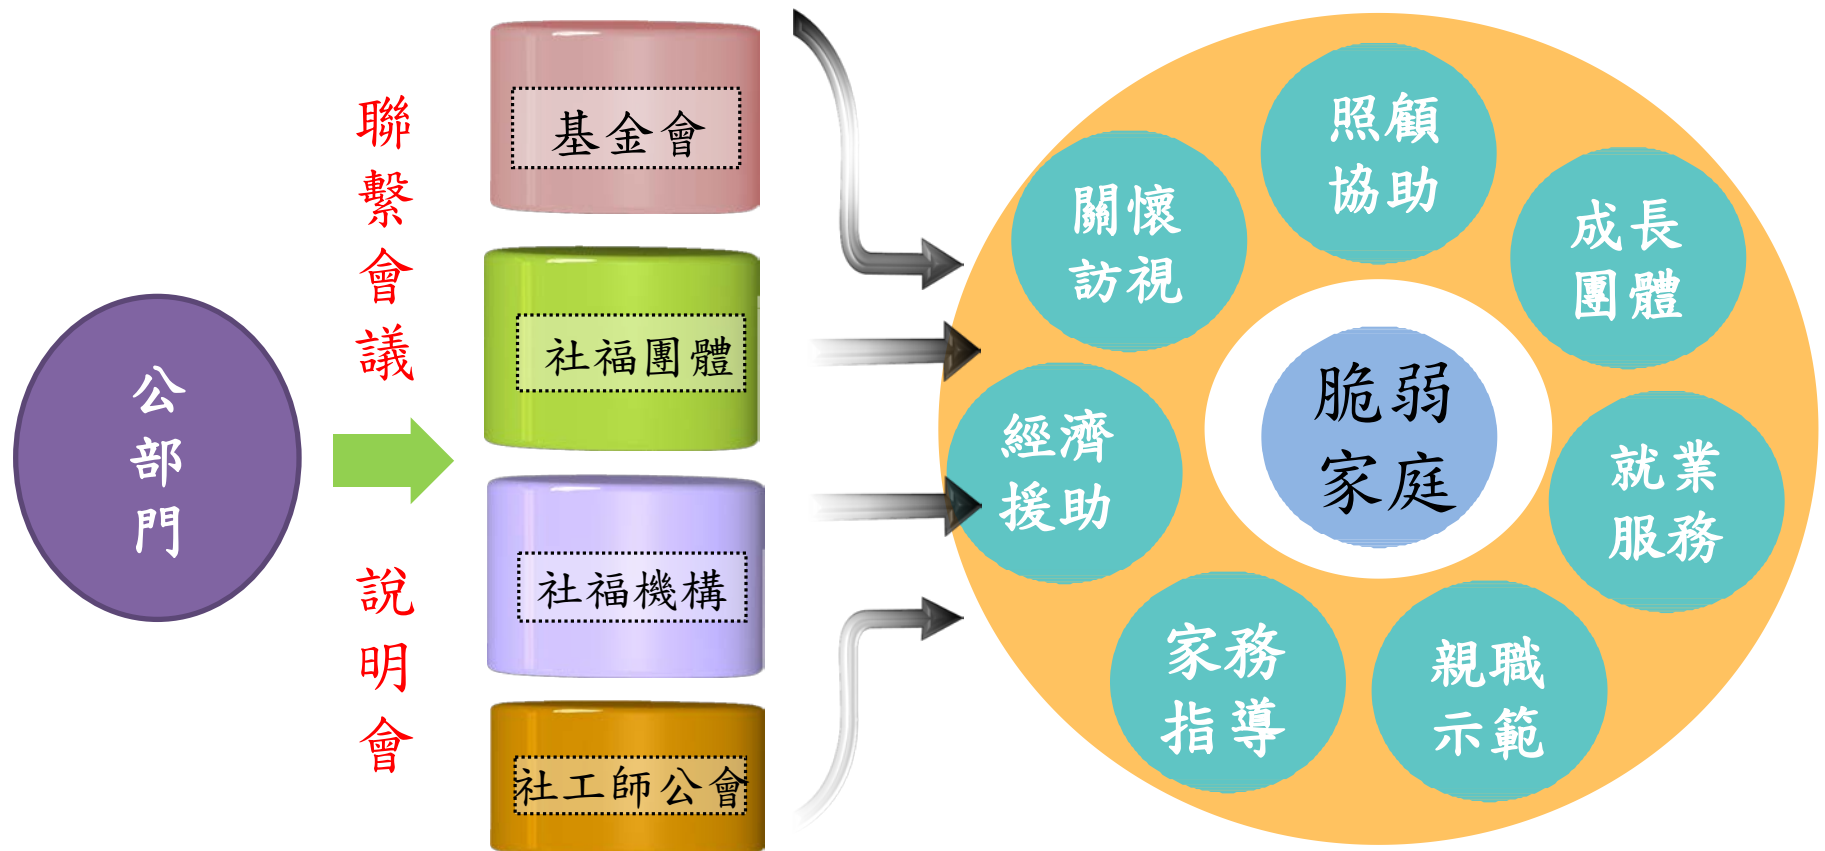 公部門
聯繫會議
說明會
基金會
社福團體
社福機構
社工師公會
照顧
協助
關懷
訪視
成長
團體
經濟
援助
脆弱
家庭
就業
服務
家務
指導
親職
示範